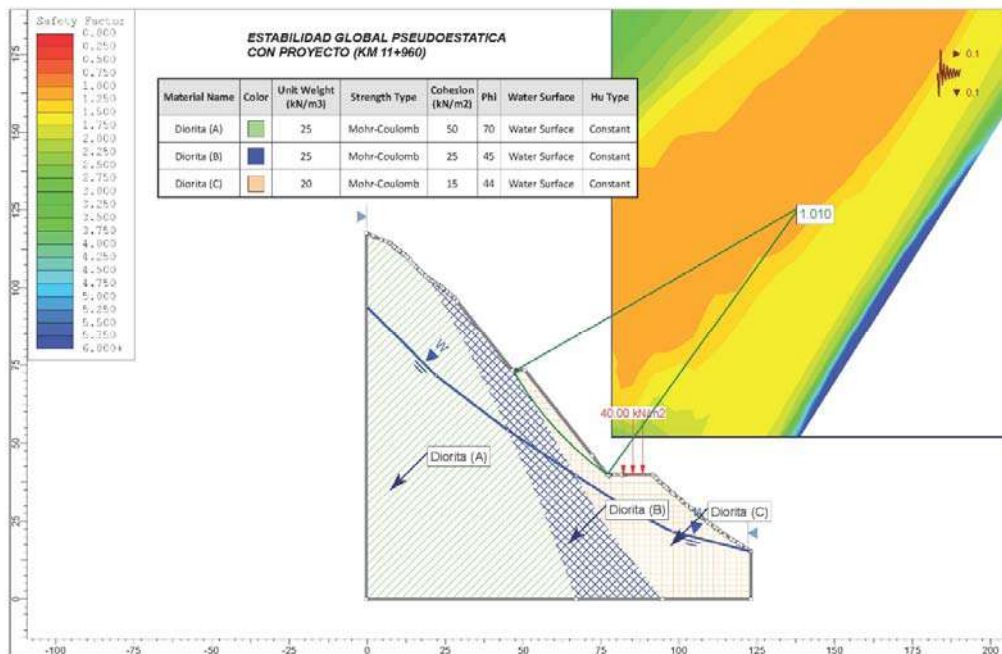 Safety Factor
0.000
0.250
0.500
0.750
1.000
1.250
1.500
1.750
2.000
2.250
2.500
2.750
3.000
3.250
3.500
3.750
4.000
4.250
4.500
4.750
5.000
5.250
5.500
5.750
6.000+
ESTABILIDAD GLOBAL PSEUDOESTATICA
CON PROYECTO (KM 11+960)
Material Name Color Unit Weight (kN/m3) Strength Type Cohesion (kN/m2) Phi Water Surface Hu Type
Diorita (A) 25 Mohr-Coulomb 50 70 Water Surface Constant
Diorita (B) 25 Mohr-Coulomb 25 45 Water Surface Constant
Diorita (C) 20 Mohr-Coulomb 15 44 Water Surface Constant
0.1
0.1
1.010
W
40.00 kN/m2
Diorita (A)
Diorita (B)
W
Diorita (C)
175
150
125
100
75
50
25
0
-100 -75 -50 -25 0 25 50 75 100 125 150 175 200